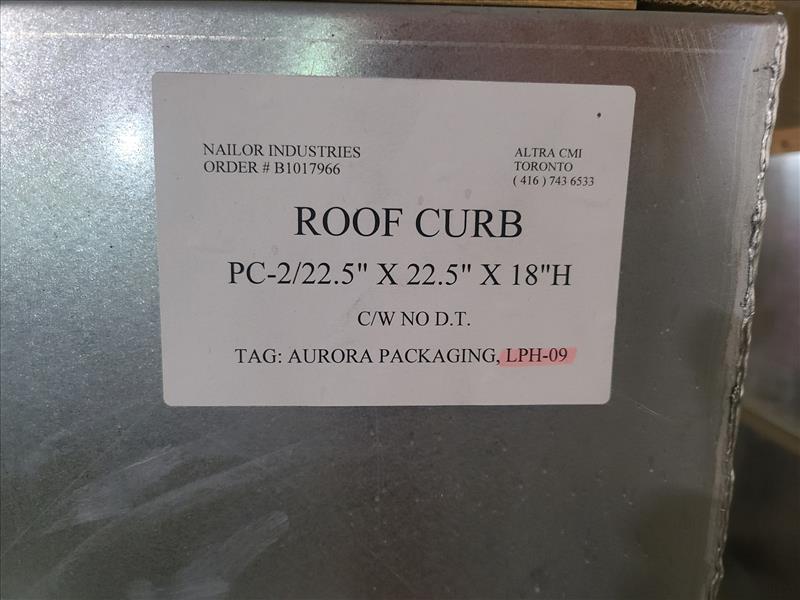 NAILOR INDUSTRIES
ORDER # B1017966
ALTRA CMI
TORONTO
( 416 ) 743 6533
ROOF CURB
PC-2/22.5" X 22.5" X 18"H
C/W NO D.T.
TAG: AURORA PACKAGING, LPH-09